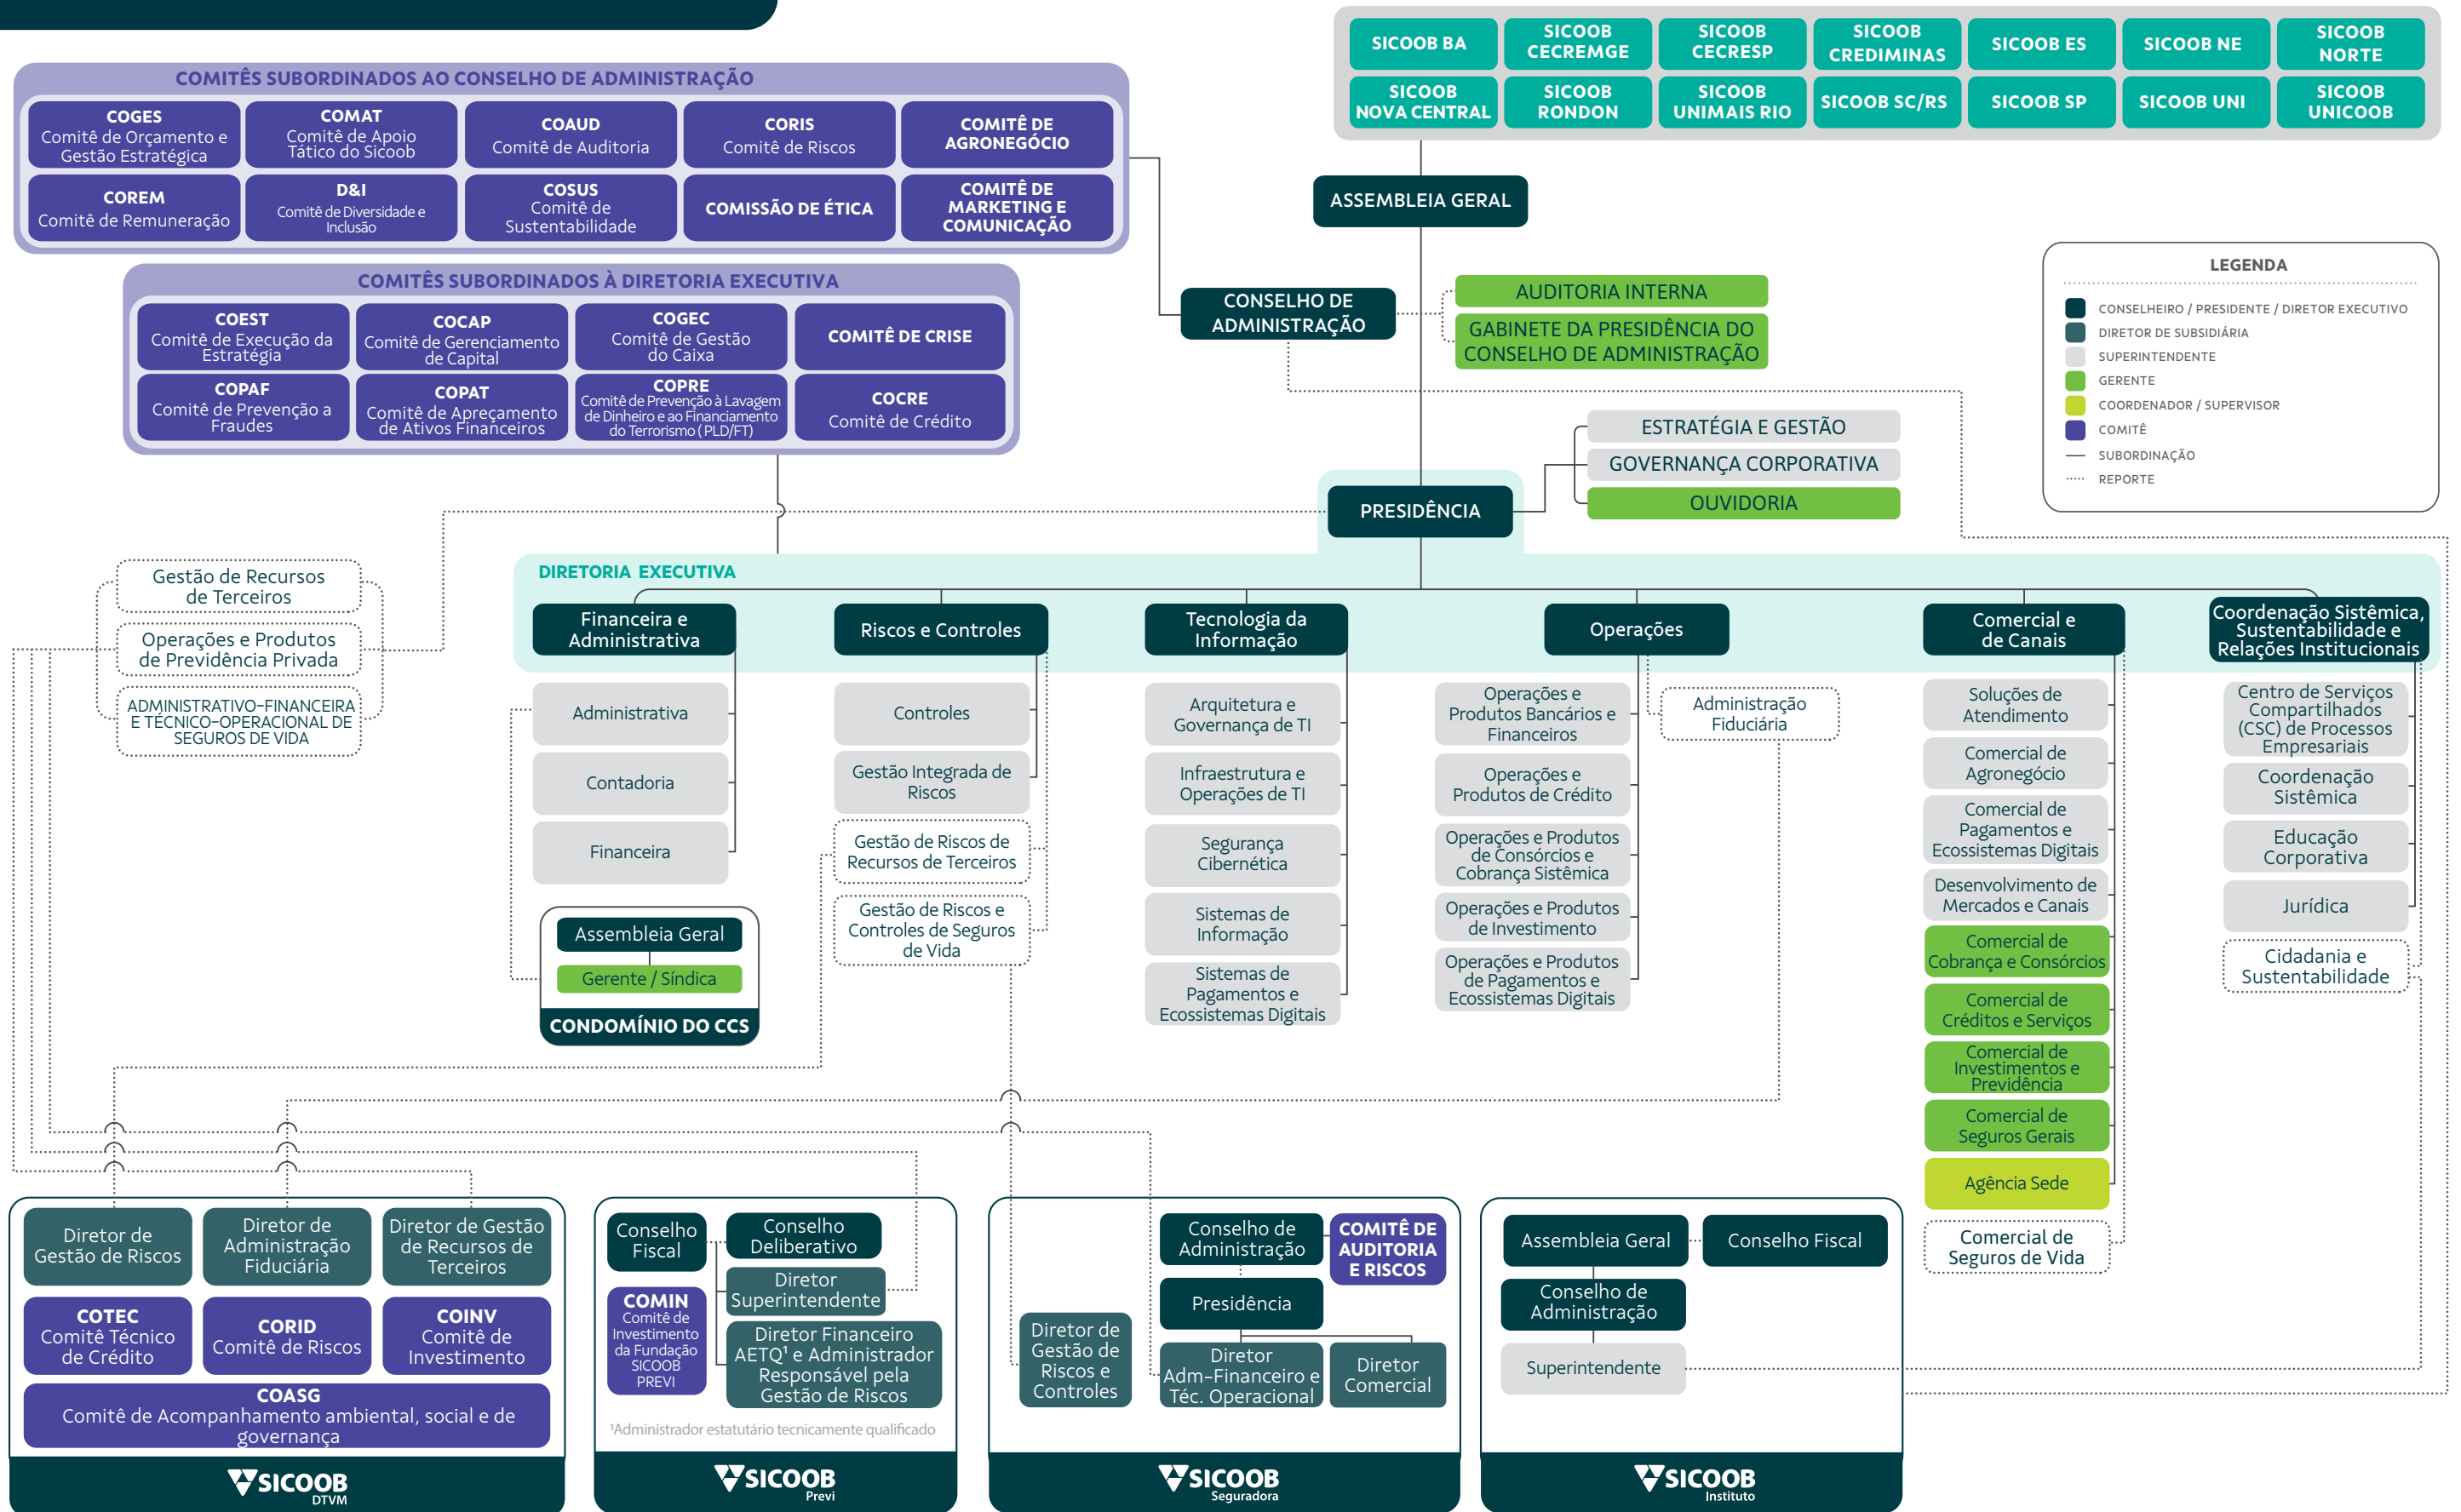 COMITÊS SUBORDINADOS AO CONSELHO DE ADMINISTRAÇÃO
COGES
Comitê de Orçamento e
Gestão Estratégica
COMAT
Comitê de Apoio
Tático do Sicoob
COAUD
Comitê de Auditoria
CORIS
Comitê de Riscos
COMITÊ DE
AGRONEGÓCIO
COREM
Comitê de Remuneração
D&I
Comitê de Diversidade e
Inclusão
COSUS
Comitê de
Sustentabilidade
COMISSÃO DE ÉTICA
COMITÊ DE
MARKETING E
COMUNICAÇÃO
COMITÊS SUBORDINADOS À DIRETORIA EXECUTIVA
COEST
Comitê de Execução da
Estratégia
COCAP
Comitê de Gerenciamento
de Capital
COGEC
Comitê de Gestão
do Caixa
COMITÊ DE CRISE
COPAF
Comitê de Prevenção a
Fraudes
COPAT
Comitê de Apreçamento
de Ativos Financeiros
COPRE
Comitê de Prevenção à Lavagem
de Dinheiro e ao Financiamento
do Terrorismo (PLD/FT)
COCRE
Comitê de Crédito
SICOOB BA
SICOOB
CECREMGE
SICOOB
CECRESP
SICOOB
CREDIMINAS
SICOOB ES
SICOOB NE
SICOOB
NORTE
SICOOB
NOVA CENTRAL
SICOOB
RONDON
SICOOB
UNIMAIS RIO
SICOOB SC/RS
SICOOB SP
SICOOB UNI
SICOOB
UNICOOB
ASSEMBLEIA GERAL
CONSELHO DE
ADMINISTRAÇÃO
AUDITORIA INTERNA
GABINETE DA PRESIDÊNCIA DO
CONSELHO DE ADMINISTRAÇÃO
LEGENDA
CONSELHEIRO / PRESIDENTE / DIRETOR EXECUTIVO
DIRETOR DE SUBSIDIÁRIA
SUPERINTENDENTE
GERENTE
COORDENADOR / SUPERVISOR
COMITÊ
SUBORDINAÇÃO
REPORTE
ESTRATÉGIA E GESTÃO
GOVERNANÇA CORPORATIVA
OUVIDORIA
PRESIDÊNCIA
Gestão de Recursos
de Terceiros
Operações e Produtos
de Previdência Privada
ADMINISTRATIVO-FINANCEIRA
E TÉCNICO-OPERACIONAL DE
SEGUROS DE VIDA
DIRETORIA EXECUTIVA
Financeira e
Administrativa
Administrativa
Contadoria
Financeira
Assembleia Geral
Gerente / Síndica
CONDOMÍNIO DO CCS
Riscos e Controles
Controles
Gestão Integrada de
Riscos
Gestão de Riscos de
Recursos de Terceiros
Gestão de Riscos e
Controles de Seguros
de Vida
Tecnologia da
Informação
Arquitetura e
Governança de TI
Infraestrutura e
Operações de TI
Segurança
Cibernética
Sistemas de
Informação
Sistemas de
Pagamentos e
Ecossistemas Digitais
Operações
Operações e
Produtos Bancários e
Financeiros
Operações e
Produtos de Crédito
Operações e Produtos
de Consórcios e
Cobrança Sistêmica
Operações e Produtos
de Investimento
Operações e Produtos
de Pagamentos e
Ecossistemas Digitais
Administração
Fiduciária
Comercial e
de Canais
Soluções de
Atendimento
Comercial de
Agronegócio
Comercial de
Pagamentos e
Ecossistemas Digitais
Desenvolvimento de
Mercados e Canais
Comercial de
Cobrança e Consórcios
Comercial de
Créditos e Serviços
Comercial de
Investimentos e
Previdência
Comercial de
Seguros Gerais
Agência Sede
Comercial de
Seguros de Vida
Coordenação Sistêmica,
Sustentabilidade e
Relações Institucionais
Centro de Serviços
Compartilhados
(CSC) de Processos
Empresariais
Coordenação
Sistêmica
Educação
Corporativa
Jurídica
Cidadania e
Sustentabilidade
Diretor de
Gestão de Riscos
Diretor de
Administração
Fiduciária
Diretor de Gestão
de Recursos de
Terceiros
COTEC
Comitê Técnico
de Crédito
CORID
Comitê de Riscos
COINV
Comitê de
Investimento
COASG
Comitê de Acompanhamento ambiental, social e de
governança
SICOOB
DTVM
Conselho
Fiscal
Conselho
Deliberativo
Diretor
Superintendente
COMIN
Comitê de
Investimento
da Fundação
SICOOB
PREVI
Diretor Financeiro
AETQ¹ e Administrador
Responsável pela
Gestão de Riscos
¹Administrador estatutário tecnicamente qualificado
SICOOB
Previ
Conselho de
Administração
COMITÊ DE
AUDITORIA
E RISCOS
Presidência
Diretor de
Gestão de
Riscos e
Controles
Diretor
Adm-Financeiro e
Téc. Operacional
Diretor
Comercial
SICOOB
Seguradora
Assembleia Geral
Conselho Fiscal
Conselho de
Administração
Superintendente
SICOOB
Instituto